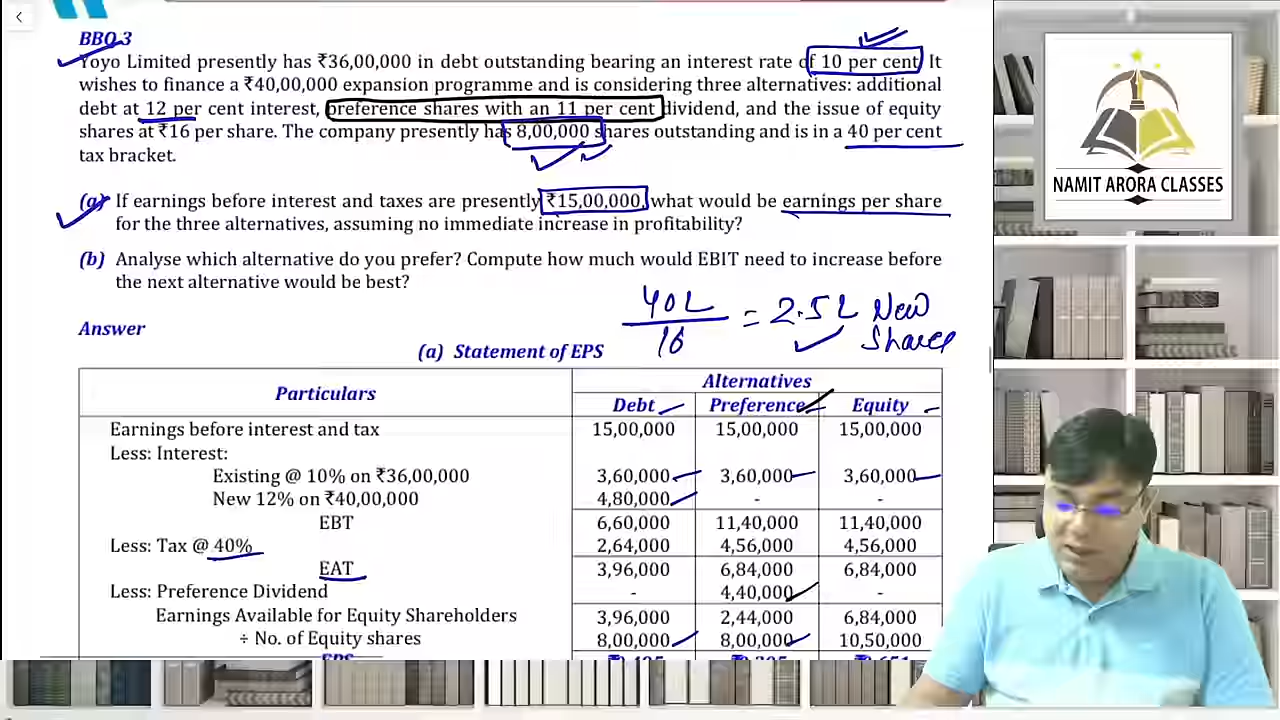 BBQ 3
Yoyo Limited presently has ₹36,00,000 in debt outstanding bearing an interest rate of 10 per cent. It
wishes to finance a ₹40,00,000 expansion programme and is considering three alternatives: additional
debt at 12 per cent interest, preference shares with an 11 per cent dividend, and the issue of equity
shares at ₹16 per share. The company presently has 8,00,000 shares outstanding and is in a 40 per cent
tax bracket.
(a) If earnings before interest and taxes are presently ₹15,00,000, what would be earnings per share
for the three alternatives, assuming no immediate increase in profitability?
(b) Analyse which alternative do you prefer? Compute how much would EBIT need to increase before
the next alternative would be best?
40L / 16 = 2.5L New Shares
Answer
(a) Statement of EPS
Particulars Alternatives
Debt Preference Equity
Earnings before interest and tax 15,00,000 15,00,000 15,00,000
Less: Interest:
Existing @ 10% on ₹36,00,000 3,60,000 3,60,000 3,60,000
New 12% on ₹40,00,000 4,80,000 - -
EBT 6,60,000 11,40,000 11,40,000
Less: Tax @ 40% 2,64,000 4,56,000 4,56,000
EAT 3,96,000 6,84,000 6,84,000
Less: Preference Dividend - 4,40,000 -
Earnings Available for Equity Shareholders 3,96,000 2,44,000 6,84,000
÷ No. of Equity shares 8,00,000 8,00,000 10,50,000
NAMIT ARORA CLASSES